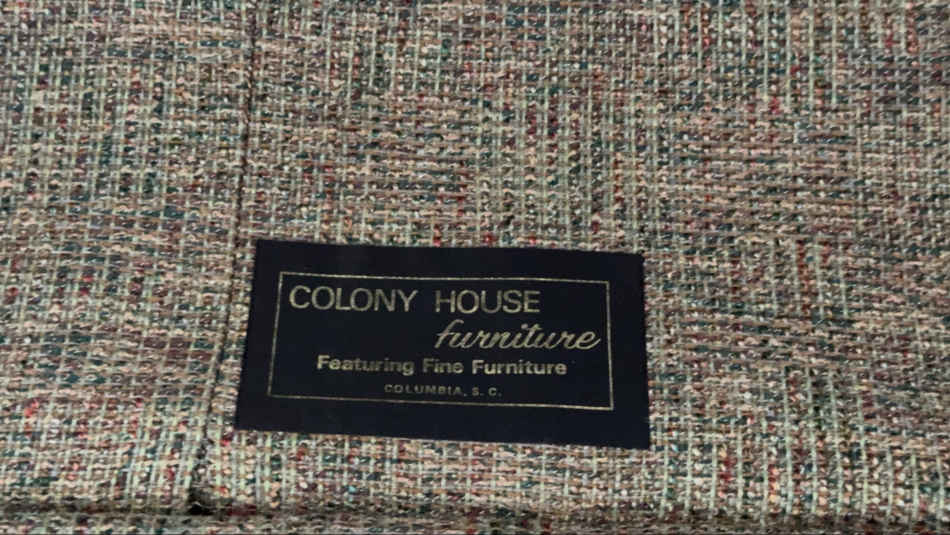 COLONY HOUSE
furniture
Featuring Fine Furniture
COLUMBIA, S. C.